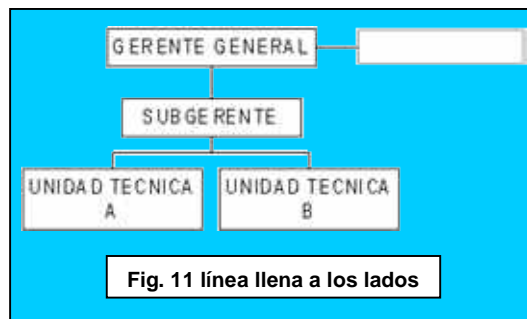 GERENTE GENERAL
SUBGERENTE
UNIDAD TECNICA
A
UNIDAD TECNICA
B
Fig. 11 línea llena a los lados